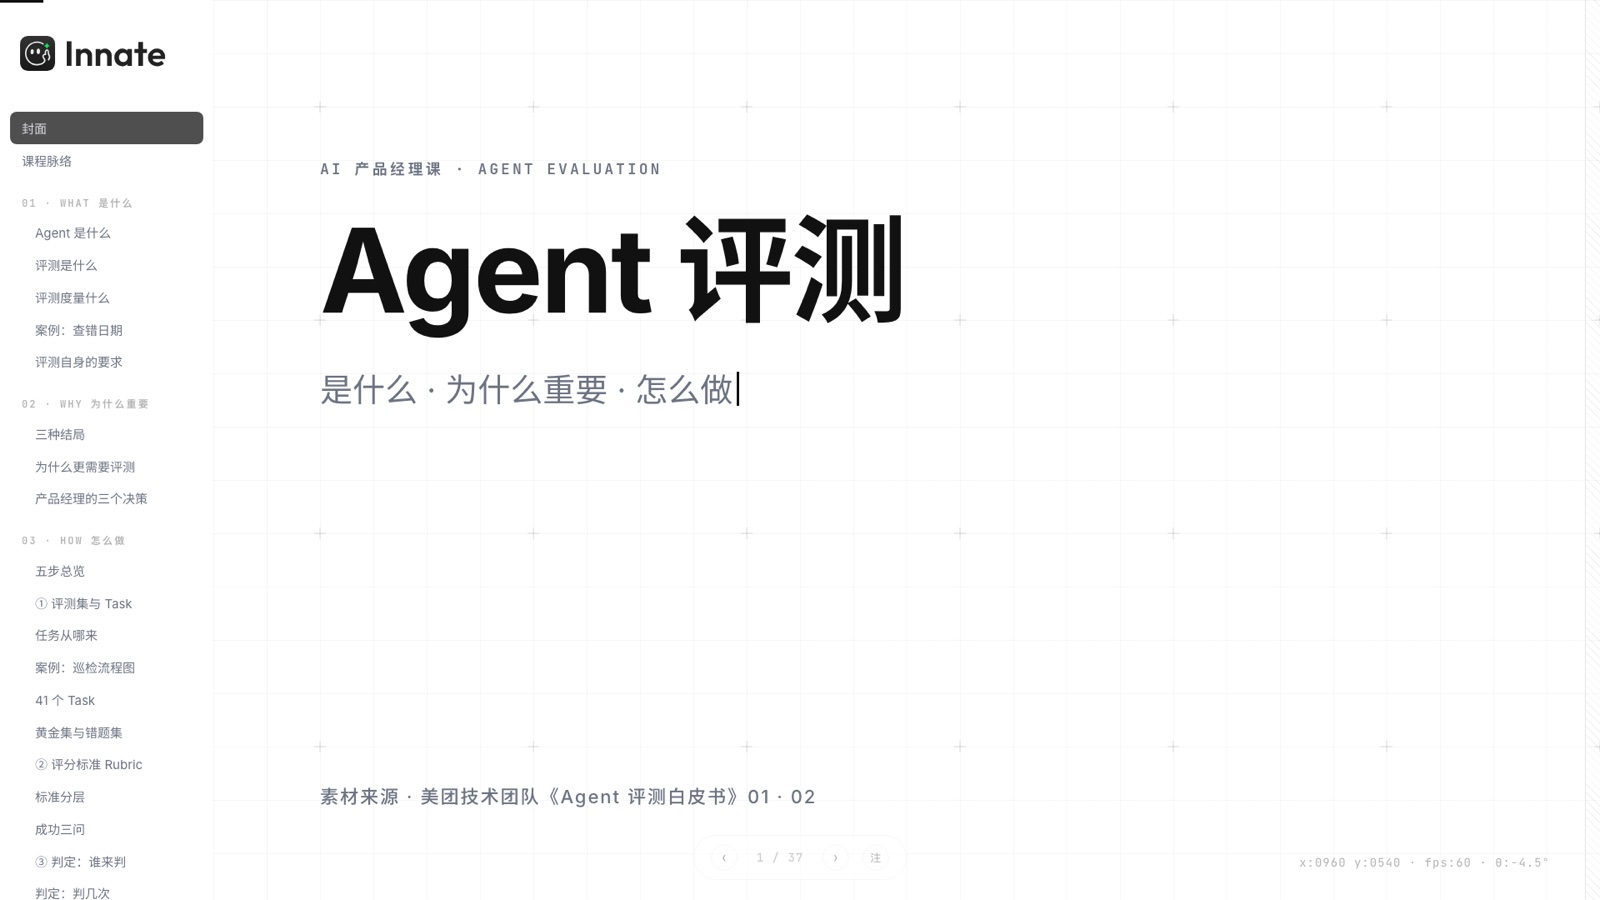 Innate
封面
课程脉络
01 · WHAT 是什么
Agent 是什么
评测是什么
评测度量什么
案例：查错日期
评测自身的要求
02 · WHY 为什么重要
三种结局
为什么更需要评测
产品经理的三个决策
03 · HOW 怎么做
五步总览
① 评测集与 Task
任务从哪来
案例：巡检流程图
41 个 Task
黄金集与错题集
② 评分标准 Rubric
标准分层
成功三问
③ 判定：谁来判
判定：判几次
AI 产品经理课 · AGENT EVALUATION
Agent 评测
是什么 · 为什么重要 · 怎么做
素材来源 · 美团技术团队《Agent 评测白皮书》01 · 02
‹ 1 / 37 › 注
x:0960 y:0540 · fps:60 · θ:-4.5°